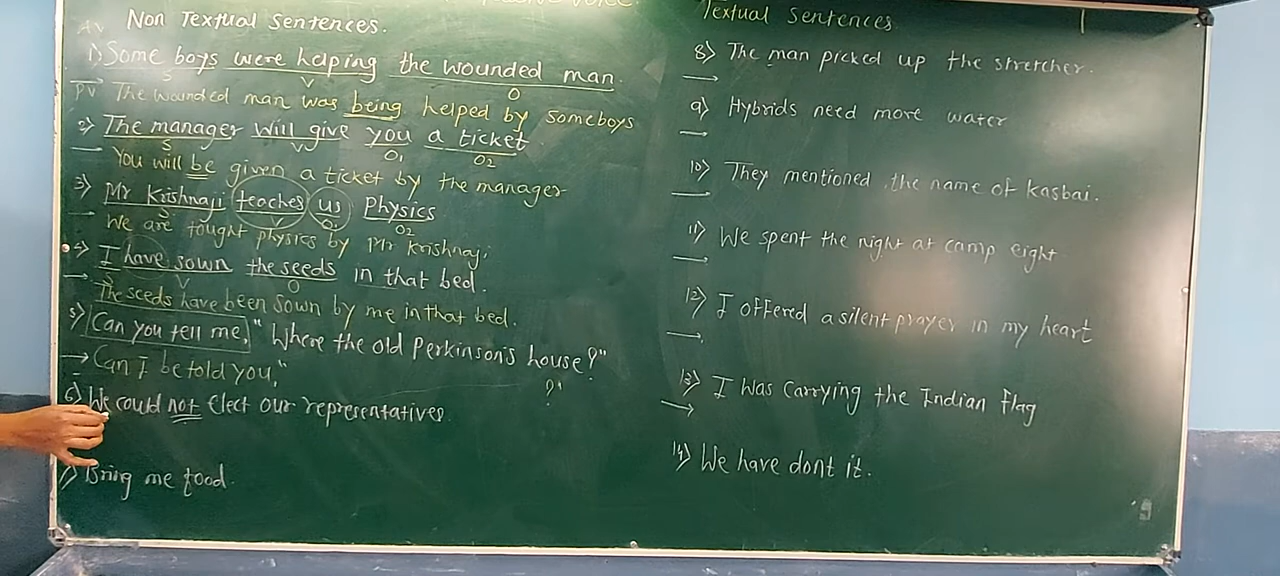 Voice.
Non Textual Sentences.
AV
1) Some boys were helping the wounded man.
S V O
PV The wounded man was being helped by someboys
2) The manager will give you a ticket.
S V O1 O2
You will be given a ticket by the manager
3) Mr Krishnaji teaches us Physics
S V O1 O2
→ We are tought physics by Mr Krishnaji
4) I have sown the seeds in that bed.
S V O
→ The seeds have been sown by me in that bed.
5) Can you tell me, "Where the old Perkinson's house?"
→ Can I be told you,"
?"
6) We could not Elect our representatives.
7) Bring me food.
Textual Sentences.
8) The man picked up the stretcher.
→
9) Hybrids need more water
→
10) They mentioned the name of Kasbai.
→
11) We spent the night at camp eight
→
12) I offered a silent prayer in my heart
→
13) I was carrying the Indian flag
→
14) We have dont it.